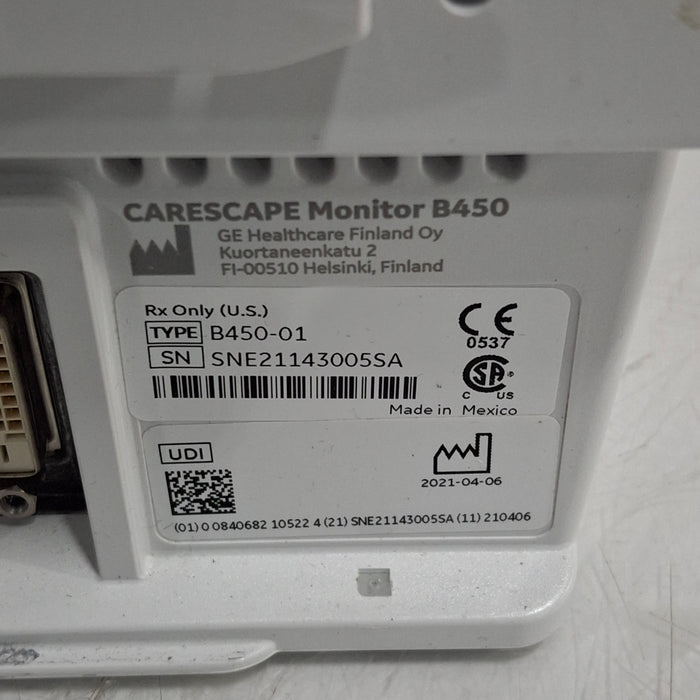 CARESCAPE Monitor B450
GE Healthcare Finland Oy
Kuortaneenkatu 2
FI-00510 Helsinki, Finland
Rx Only (U.S.)
TYPE B450-01
SN SNE21143005SA
CE
0537
CSA
C US
Made in Mexico
UDI
2021-04-06
(01) 0 0840682 10522 4 (21) SNE21143005SA (11) 210406